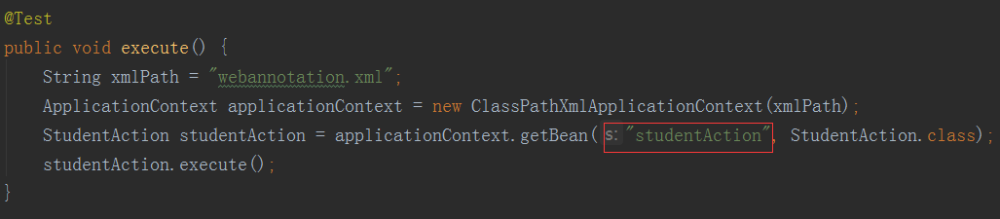 @Test
public void execute() {
    String xmlPath = "webannotation.xml";
    ApplicationContext applicationContext = new ClassPathXmlApplicationContext(xmlPath);
    StudentAction studentAction = applicationContext.getBean( s: "studentAction", StudentAction.class);
    studentAction.execute();
}